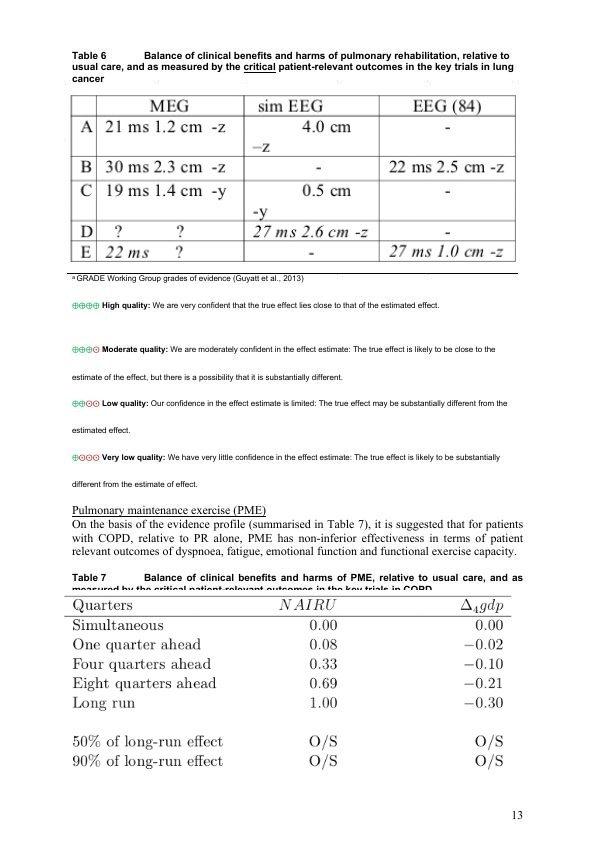 Table 6 Balance of clinical benefits and harms of pulmonary rehabilitation, relative to
usual care, and as measured by the critical patient-relevant outcomes in the key trials in lung
cancer
MEG sim EEG EEG (84)
A 21 ms 1.2 cm -z 4.0 cm -
–z
B 30 ms 2.3 cm -z - 22 ms 2.5 cm -z
C 19 ms 1.4 cm -y 0.5 cm -
-y
D ? ? 27 ms 2.6 cm -z -
E 22 ms ? - 27 ms 1.0 cm -z
ᵃ GRADE Working Group grades of evidence (Guyatt et al., 2013)
⊕⊕⊕⊕ High quality: We are very confident that the true effect lies close to that of the estimated effect.
⊕⊕⊕⊙ Moderate quality: We are moderately confident in the effect estimate: The true effect is likely to be close to the
estimate of the effect, but there is a possibility that it is substantially different.
⊕⊕⊙⊙ Low quality: Our confidence in the effect estimate is limited: The true effect may be substantially different from the
estimated effect.
⊕⊙⊙⊙ Very low quality: We have very little confidence in the effect estimate: The true effect is likely to be substantially
different from the estimate of effect.
Pulmonary maintenance exercise (PME)
On the basis of the evidence profile (summarised in Table 7), it is suggested that for patients
with COPD, relative to PR alone, PME has non-inferior effectiveness in terms of patient
relevant outcomes of dyspnoea, fatigue, emotional function and functional exercise capacity.
Table 7 Balance of clinical benefits and harms of PME, relative to usual care, and as
measured by the critical patient-relevant outcomes in the key trials in COPD
Quarters NAIRU Δ₄gdp
Simultaneous 0.00 0.00
One quarter ahead 0.08 −0.02
Four quarters ahead 0.33 −0.10
Eight quarters ahead 0.69 −0.21
Long run 1.00 −0.30
50% of long-run effect O/S O/S
90% of long-run effect O/S O/S
13